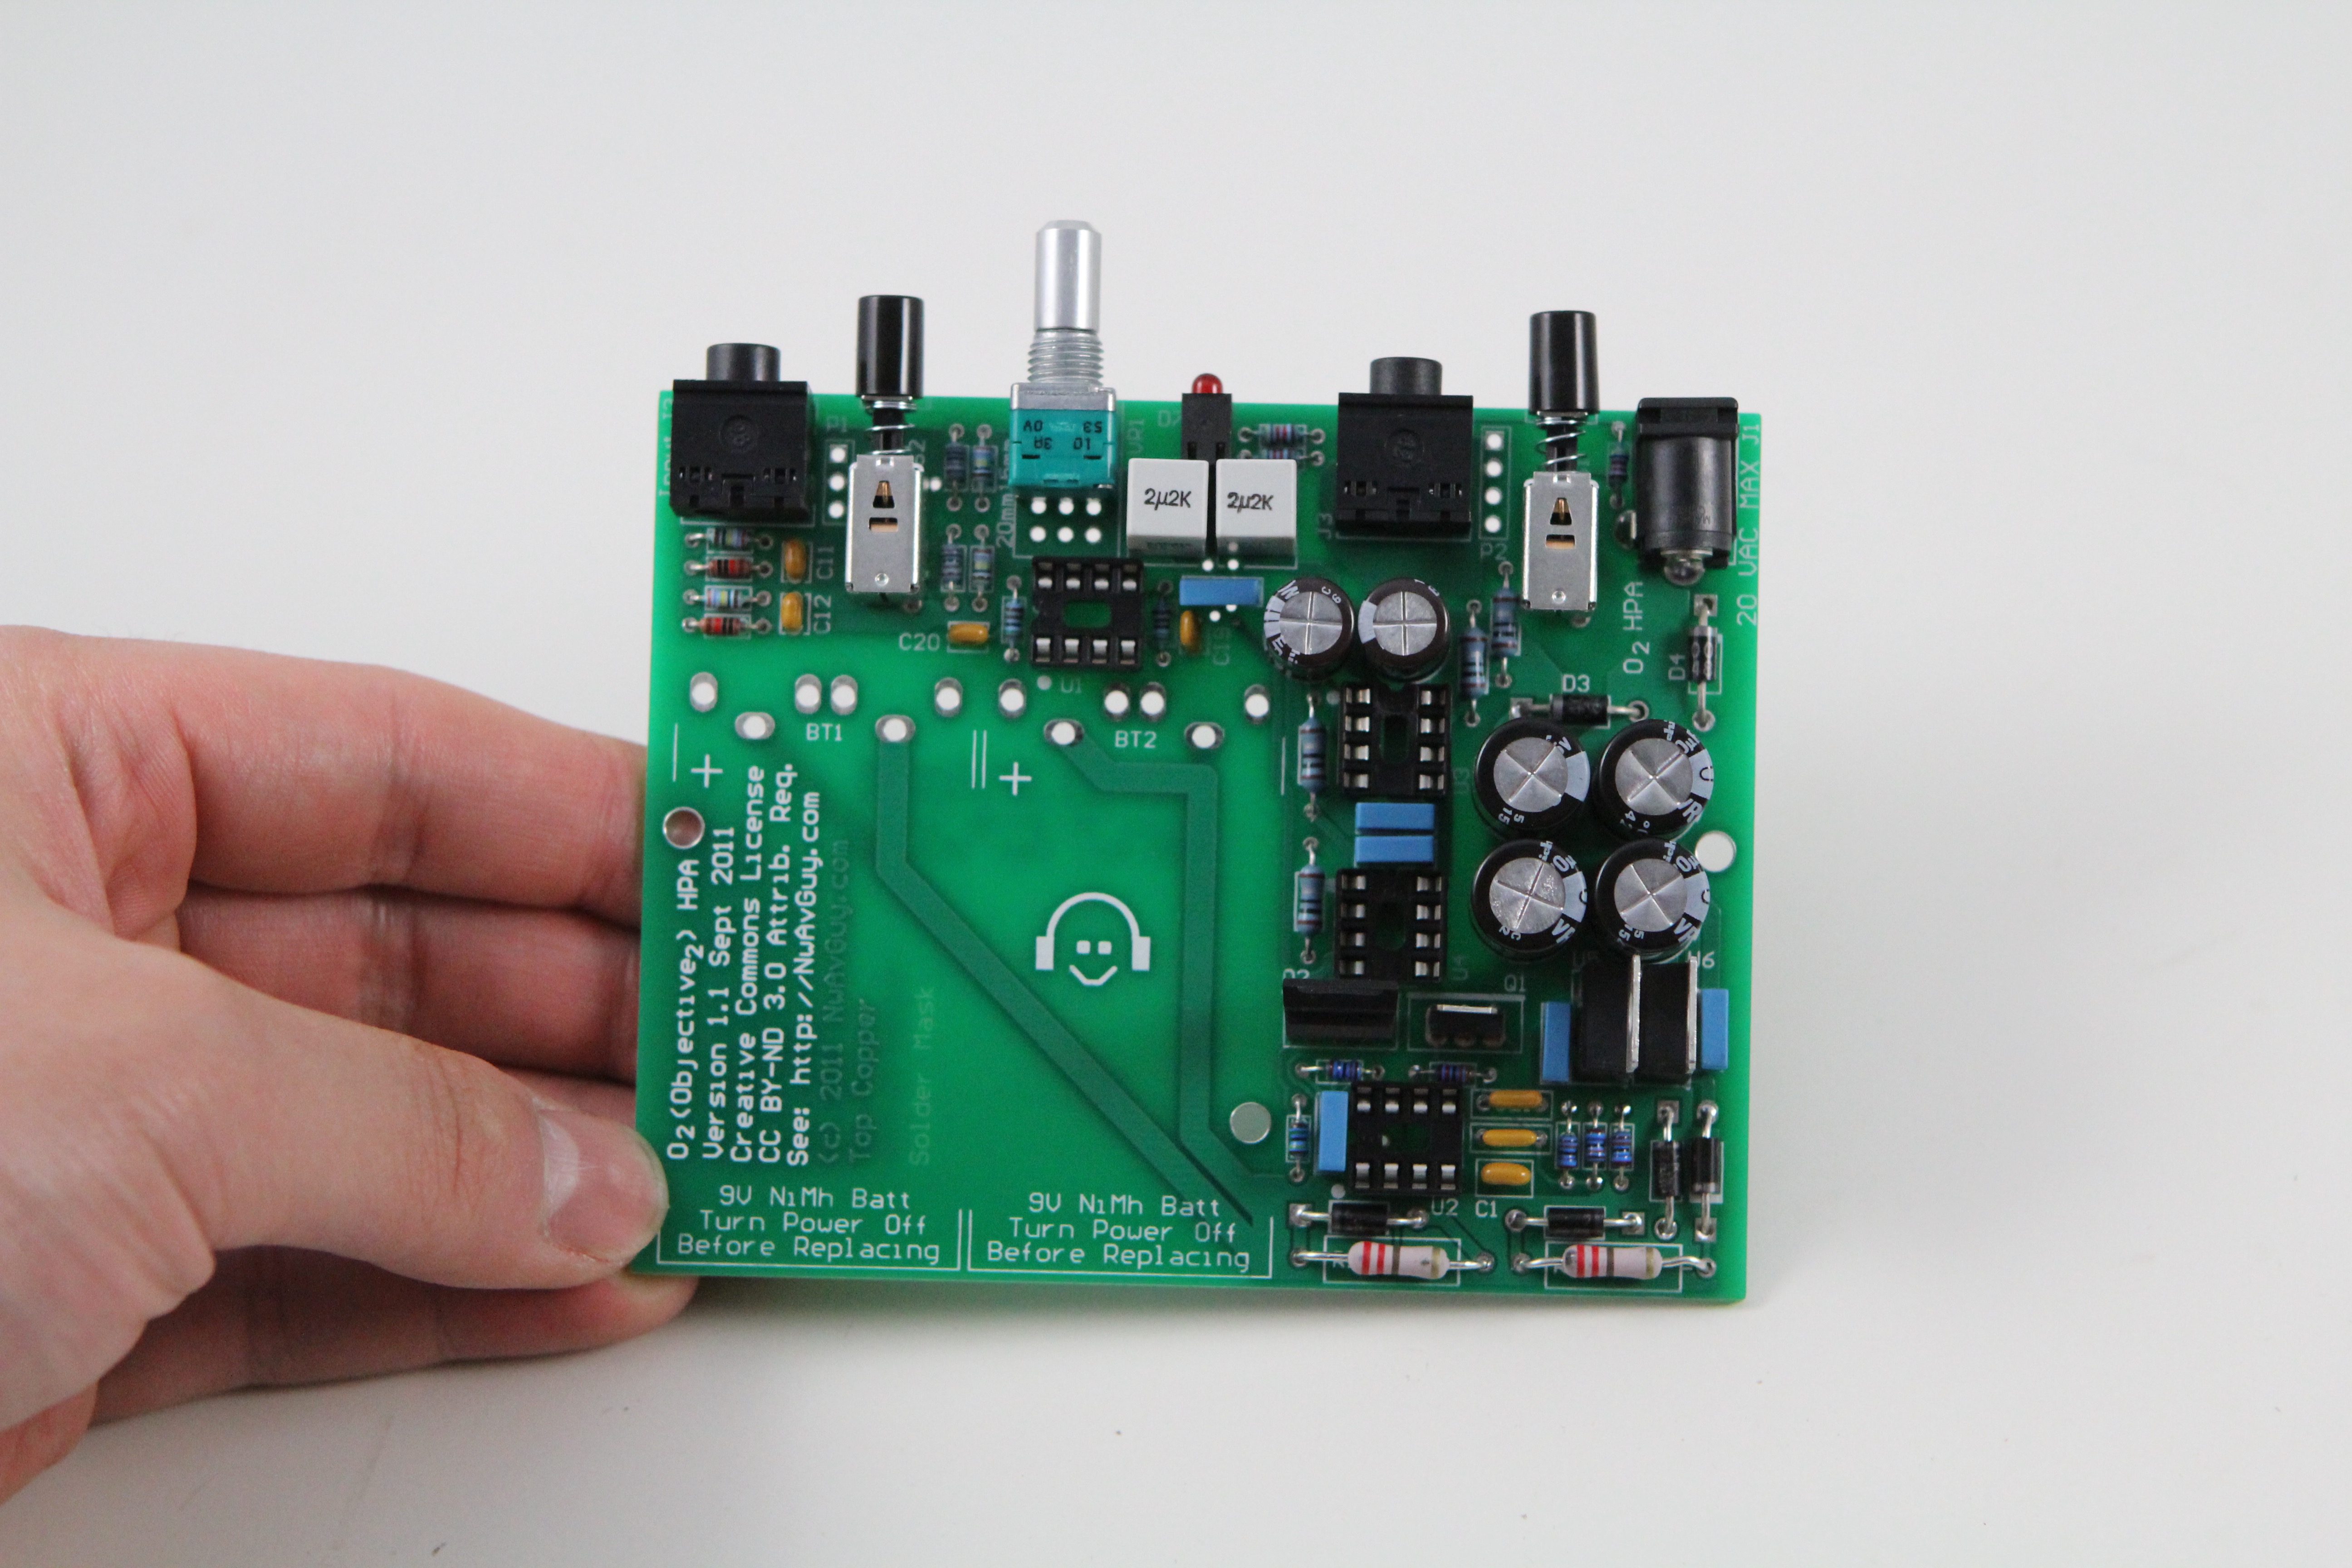 2µ2K
2µ2K
20mm
C11
C12
C20
P2
20 VAC MAX J1
O2 HPA
D4
D3
BT1
BT2
+
+
O2(Objective2) HPA
Version 1.1 Sept 2011
Creative Commons License
CC BY-ND 3.0 Attrib. Req.
See: http://NwAvGuy.com
(c) 2011 NwAvGuy.com
Top Copper
Solder Mask
U1
U3
U4
Q1
U2
C1
9V NiMh Batt
Turn Power Off
Before Replacing
9V NiMh Batt
Turn Power Off
Before Replacing